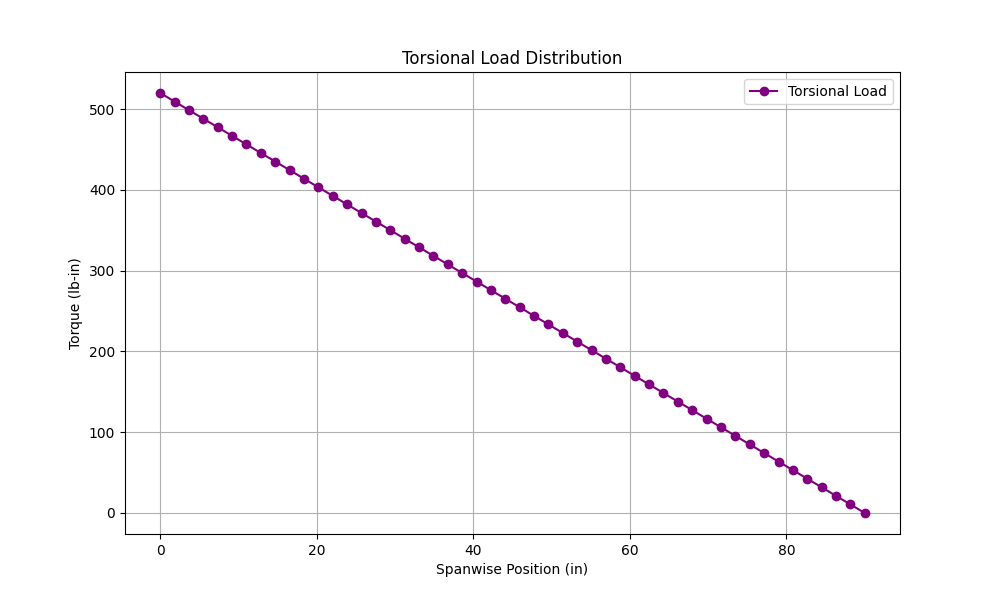 Torsional Load Distribution
Torsional Load
500
400
300
200
100
0
Torque (lb-in)
0 20 40 60 80
Spanwise Position (in)